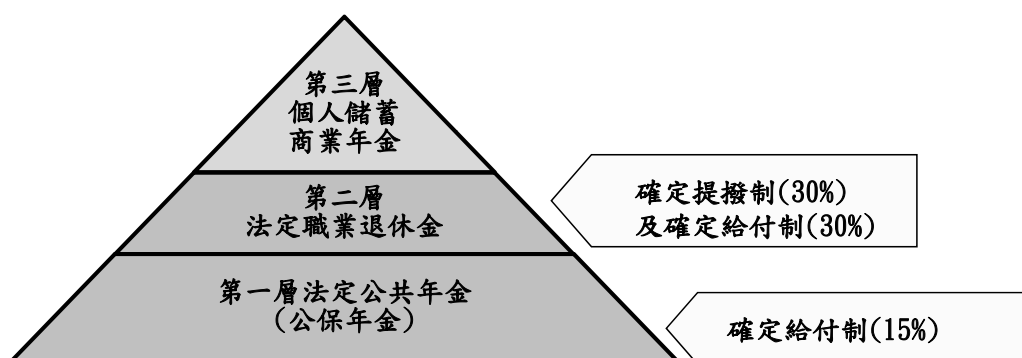 第三層
個人儲蓄
商業年金
第二層
法定職業退休金
確定提撥制(30%)
及確定給付制(30%)
第一層法定公共年金
(公保年金)
確定給付制(15%)